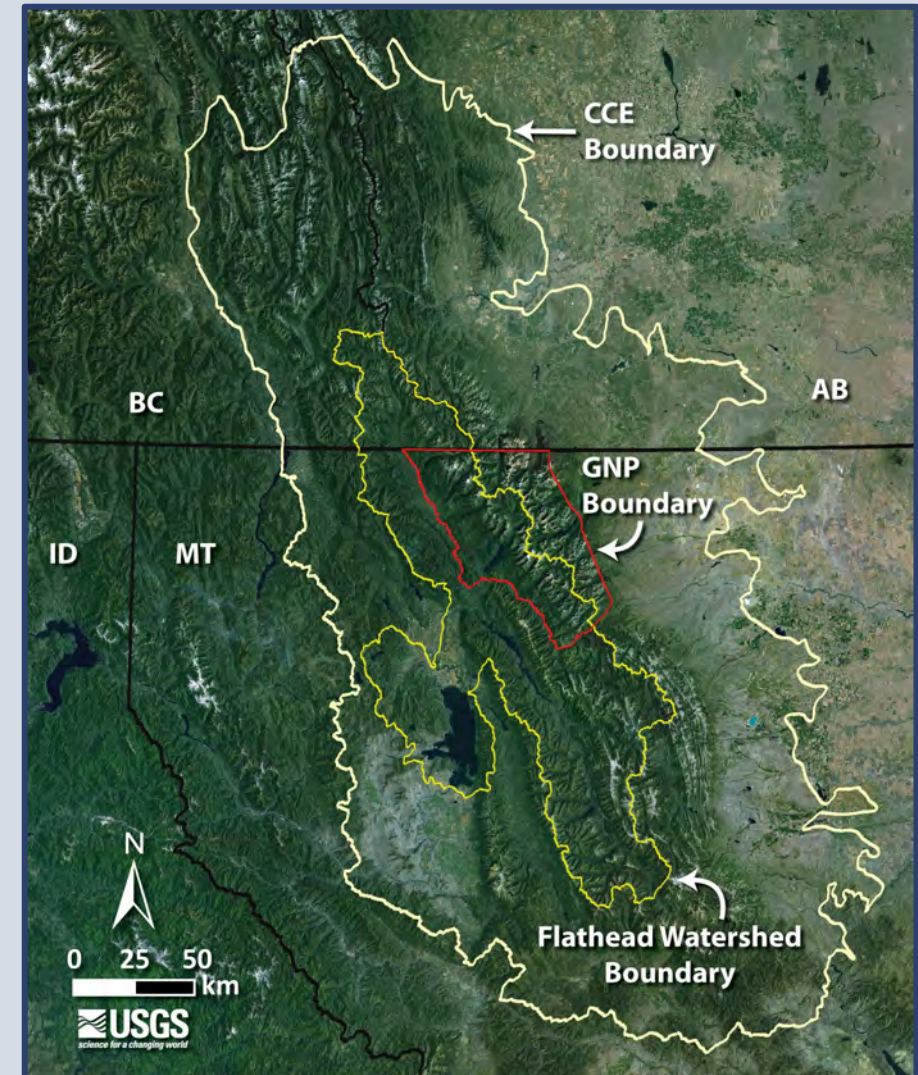 CCE
Boundary
BC
AB
GNP
Boundary
ID
MT
N
0 25 50
km
Flathead Watershed
Boundary
USGS
science for a changing world